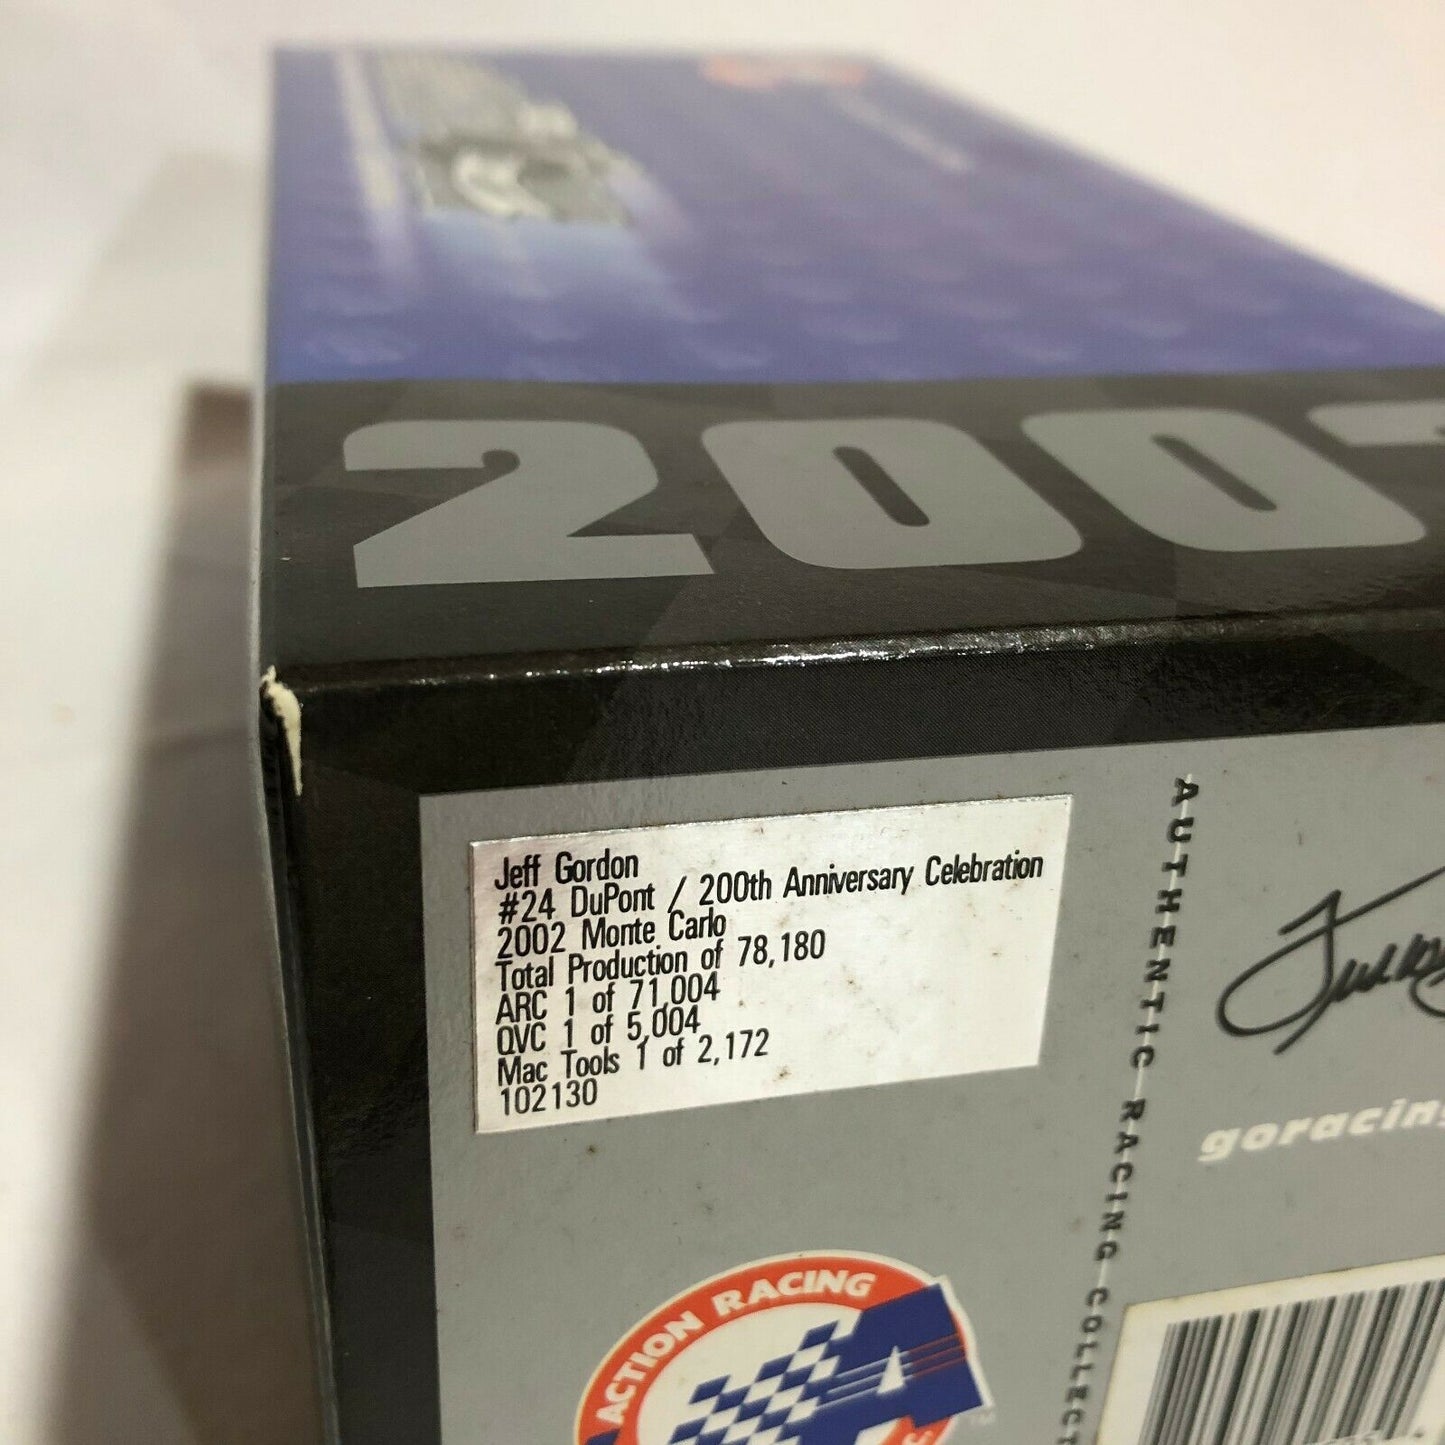 200
Jeff Gordon
#24 DuPont / 200th Anniversary Celebration
2002 Monte Carlo
Total Production of 78,180
ARC 1 of 71,004
QVC 1 of 5,004
Mac Tools 1 of 2,172
102130
AUTHENTIC-RACING-COLLECT
goracing
ACTION RACING
TM